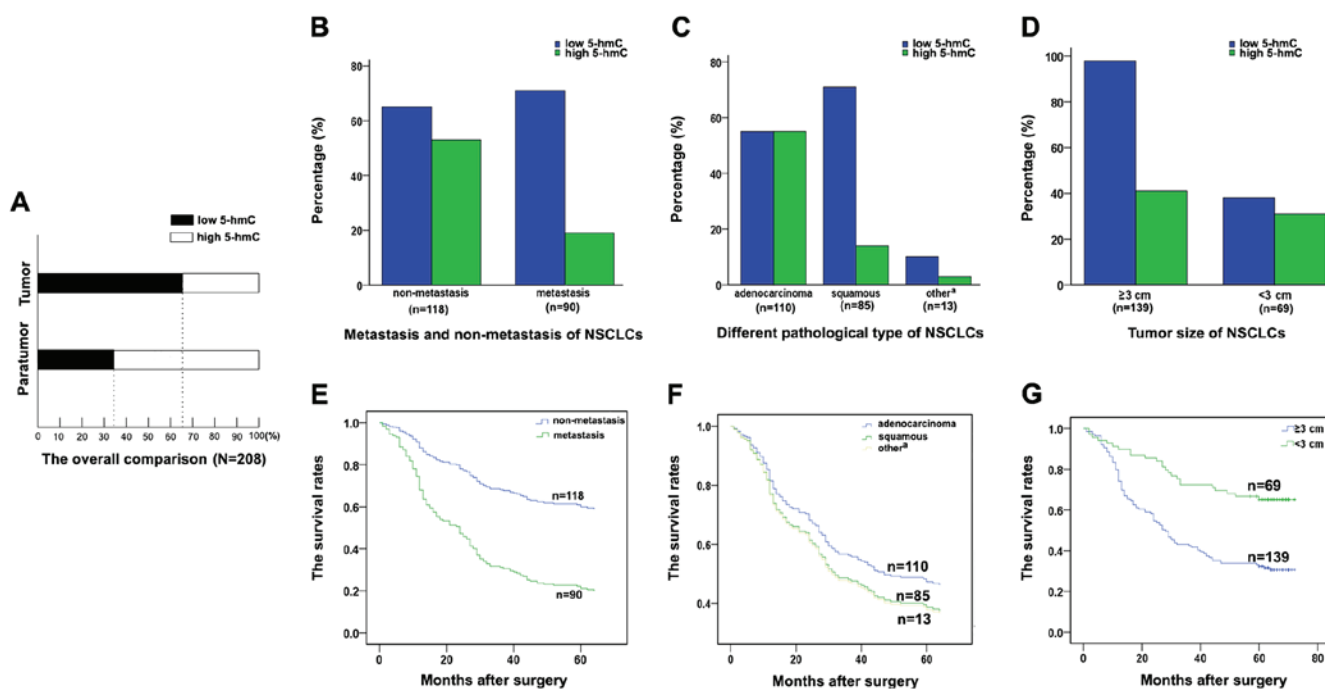 A
low 5-hmC
high 5-hmC
Tumor
Paratumor
0 10 20 30 40 50 60 70 80 90 100(%)
The overall comparison (N=208)
B
low 5-hmC
high 5-hmC
Percentage (%)
80
60
40
20
0
non-metastasis metastasis
(n=118) (n=90)
Metastasis and non-metastasis of NSCLCs
C
low 5-hmC
high 5-hmC
Percentage (%)
80
60
40
20
0
adenocarcinoma squamous otherᵃ
(n=110) (n=85) (n=13)
Different pathological type of NSCLCs
D
low 5-hmC
high 5-hmC
Percentage (%)
100
80
60
40
20
0
≥3 cm <3 cm
(n=139) (n=69)
Tumor size of NSCLCs
E
non-metastasis
metastasis
The survival rates
1.0
0.8
0.6
0.4
0.2
0.0
n=118
n=90
0 20 40 60
Months after surgery
F
adenocarcinoma
squamous
otherᵃ
The survival rates
1.0
0.8
0.6
0.4
n=110
n=85
n=13
0 20 40 60
Months after surgery
G
≥3 cm
<3 cm
The survival rates
1.0
0.8
0.6
0.4
0.2
0.0
n=69
n=139
0 20 40 60 80
Months after surgery